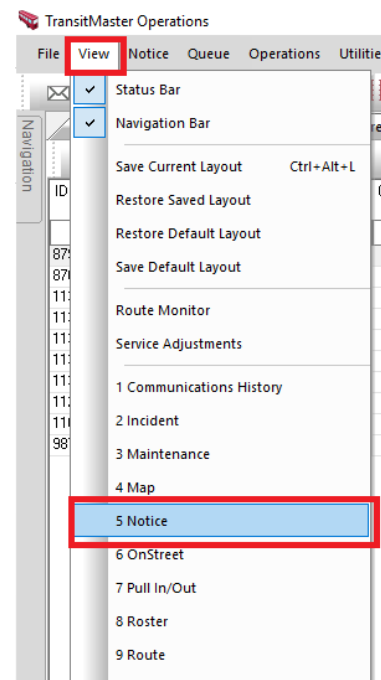 TransitMaster Operations
File View Notice Queue Operations
Status Bar
Navigation Bar
Navigation
Save Current Layout Ctrl+Alt+L
ID
Restore Saved Layout
Restore Default Layout
Save Default Layout
Route Monitor
Service Adjustments
1 Communications History
2 Incident
3 Maintenance
4 Map
5 Notice
6 OnStreet
7 Pull In/Out
8 Roster
9 Route